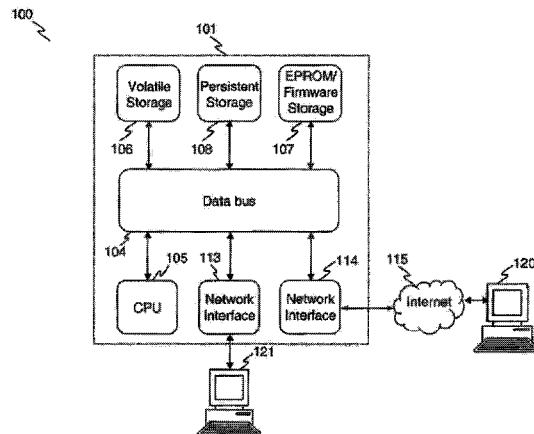 100
101
Volatile
Storage
Persistent
Storage
EPROM/
Firmware
Storage
106
108
107
Data bus
104
105
113
114
115
120
CPU
Network
Interface
Network
Interface
Internet
121